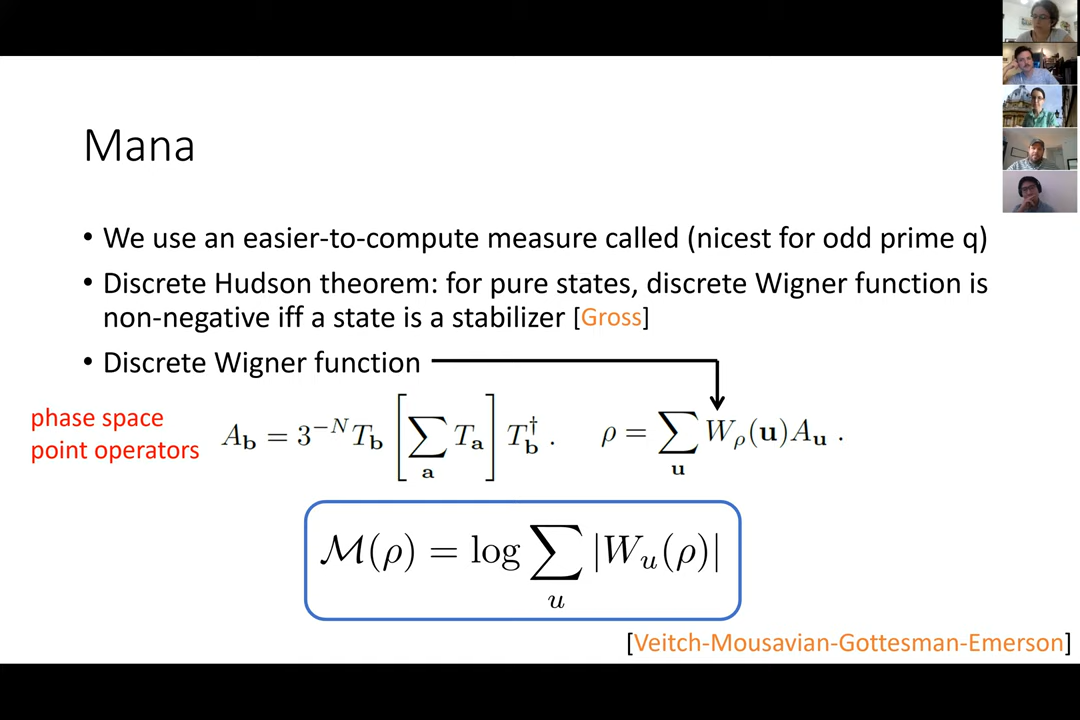 Mana
• We use an easier-to-compute measure called (nicest for odd prime q)
• Discrete Hudson theorem: for pure states, discrete Wigner function is
non-negative iff a state is a stabilizer [Gross]
• Discrete Wigner function
phase space
point operators
A_b = 3^{-N} T_b [ ∑_a T_a ] T_b^† .    ρ = ∑_u W_ρ(u) A_u .
ℳ(ρ) = log ∑_u |W_u(ρ)|
[Veitch-Mousavian-Gottesman-Emerson]